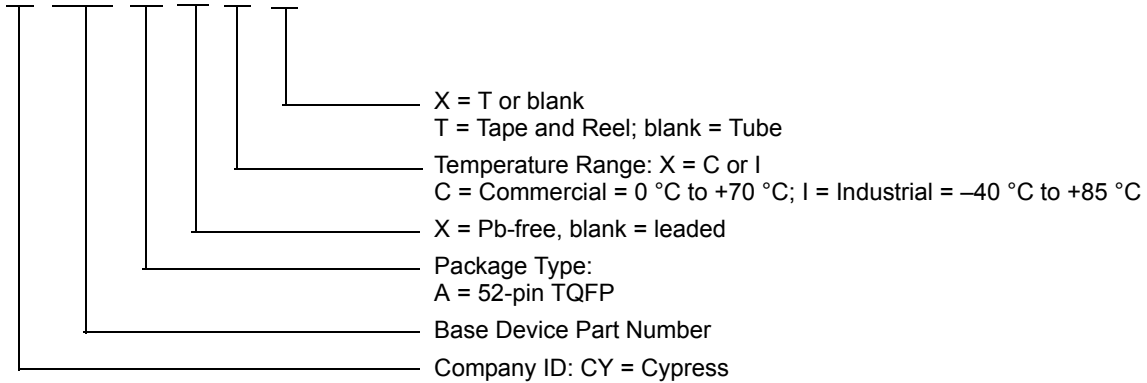 X = T or blank
T = Tape and Reel; blank = Tube
Temperature Range: X = C or I
C = Commercial = 0 °C to +70 °C; I = Industrial = –40 °C to +85 °C
X = Pb-free, blank = leaded
Package Type:
A = 52-pin TQFP
Base Device Part Number
Company ID: CY = Cypress